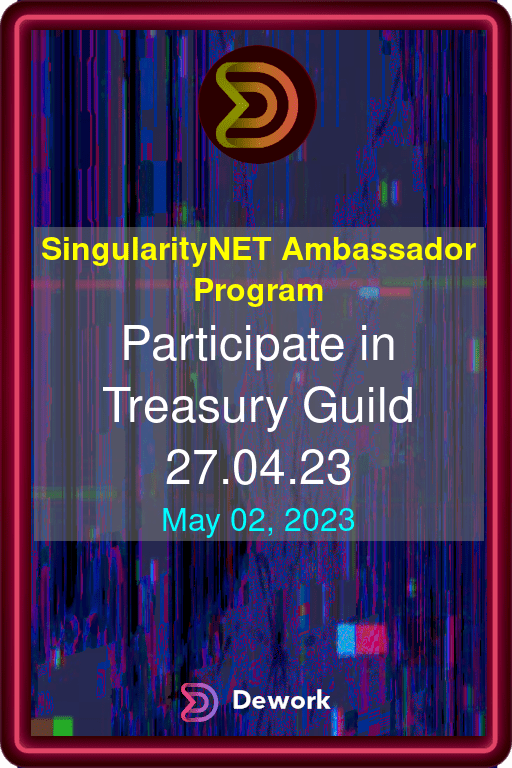 SingularityNET Ambassador
Program
Participate in
Treasury Guild
27.04.23
May 02, 2023
Dework